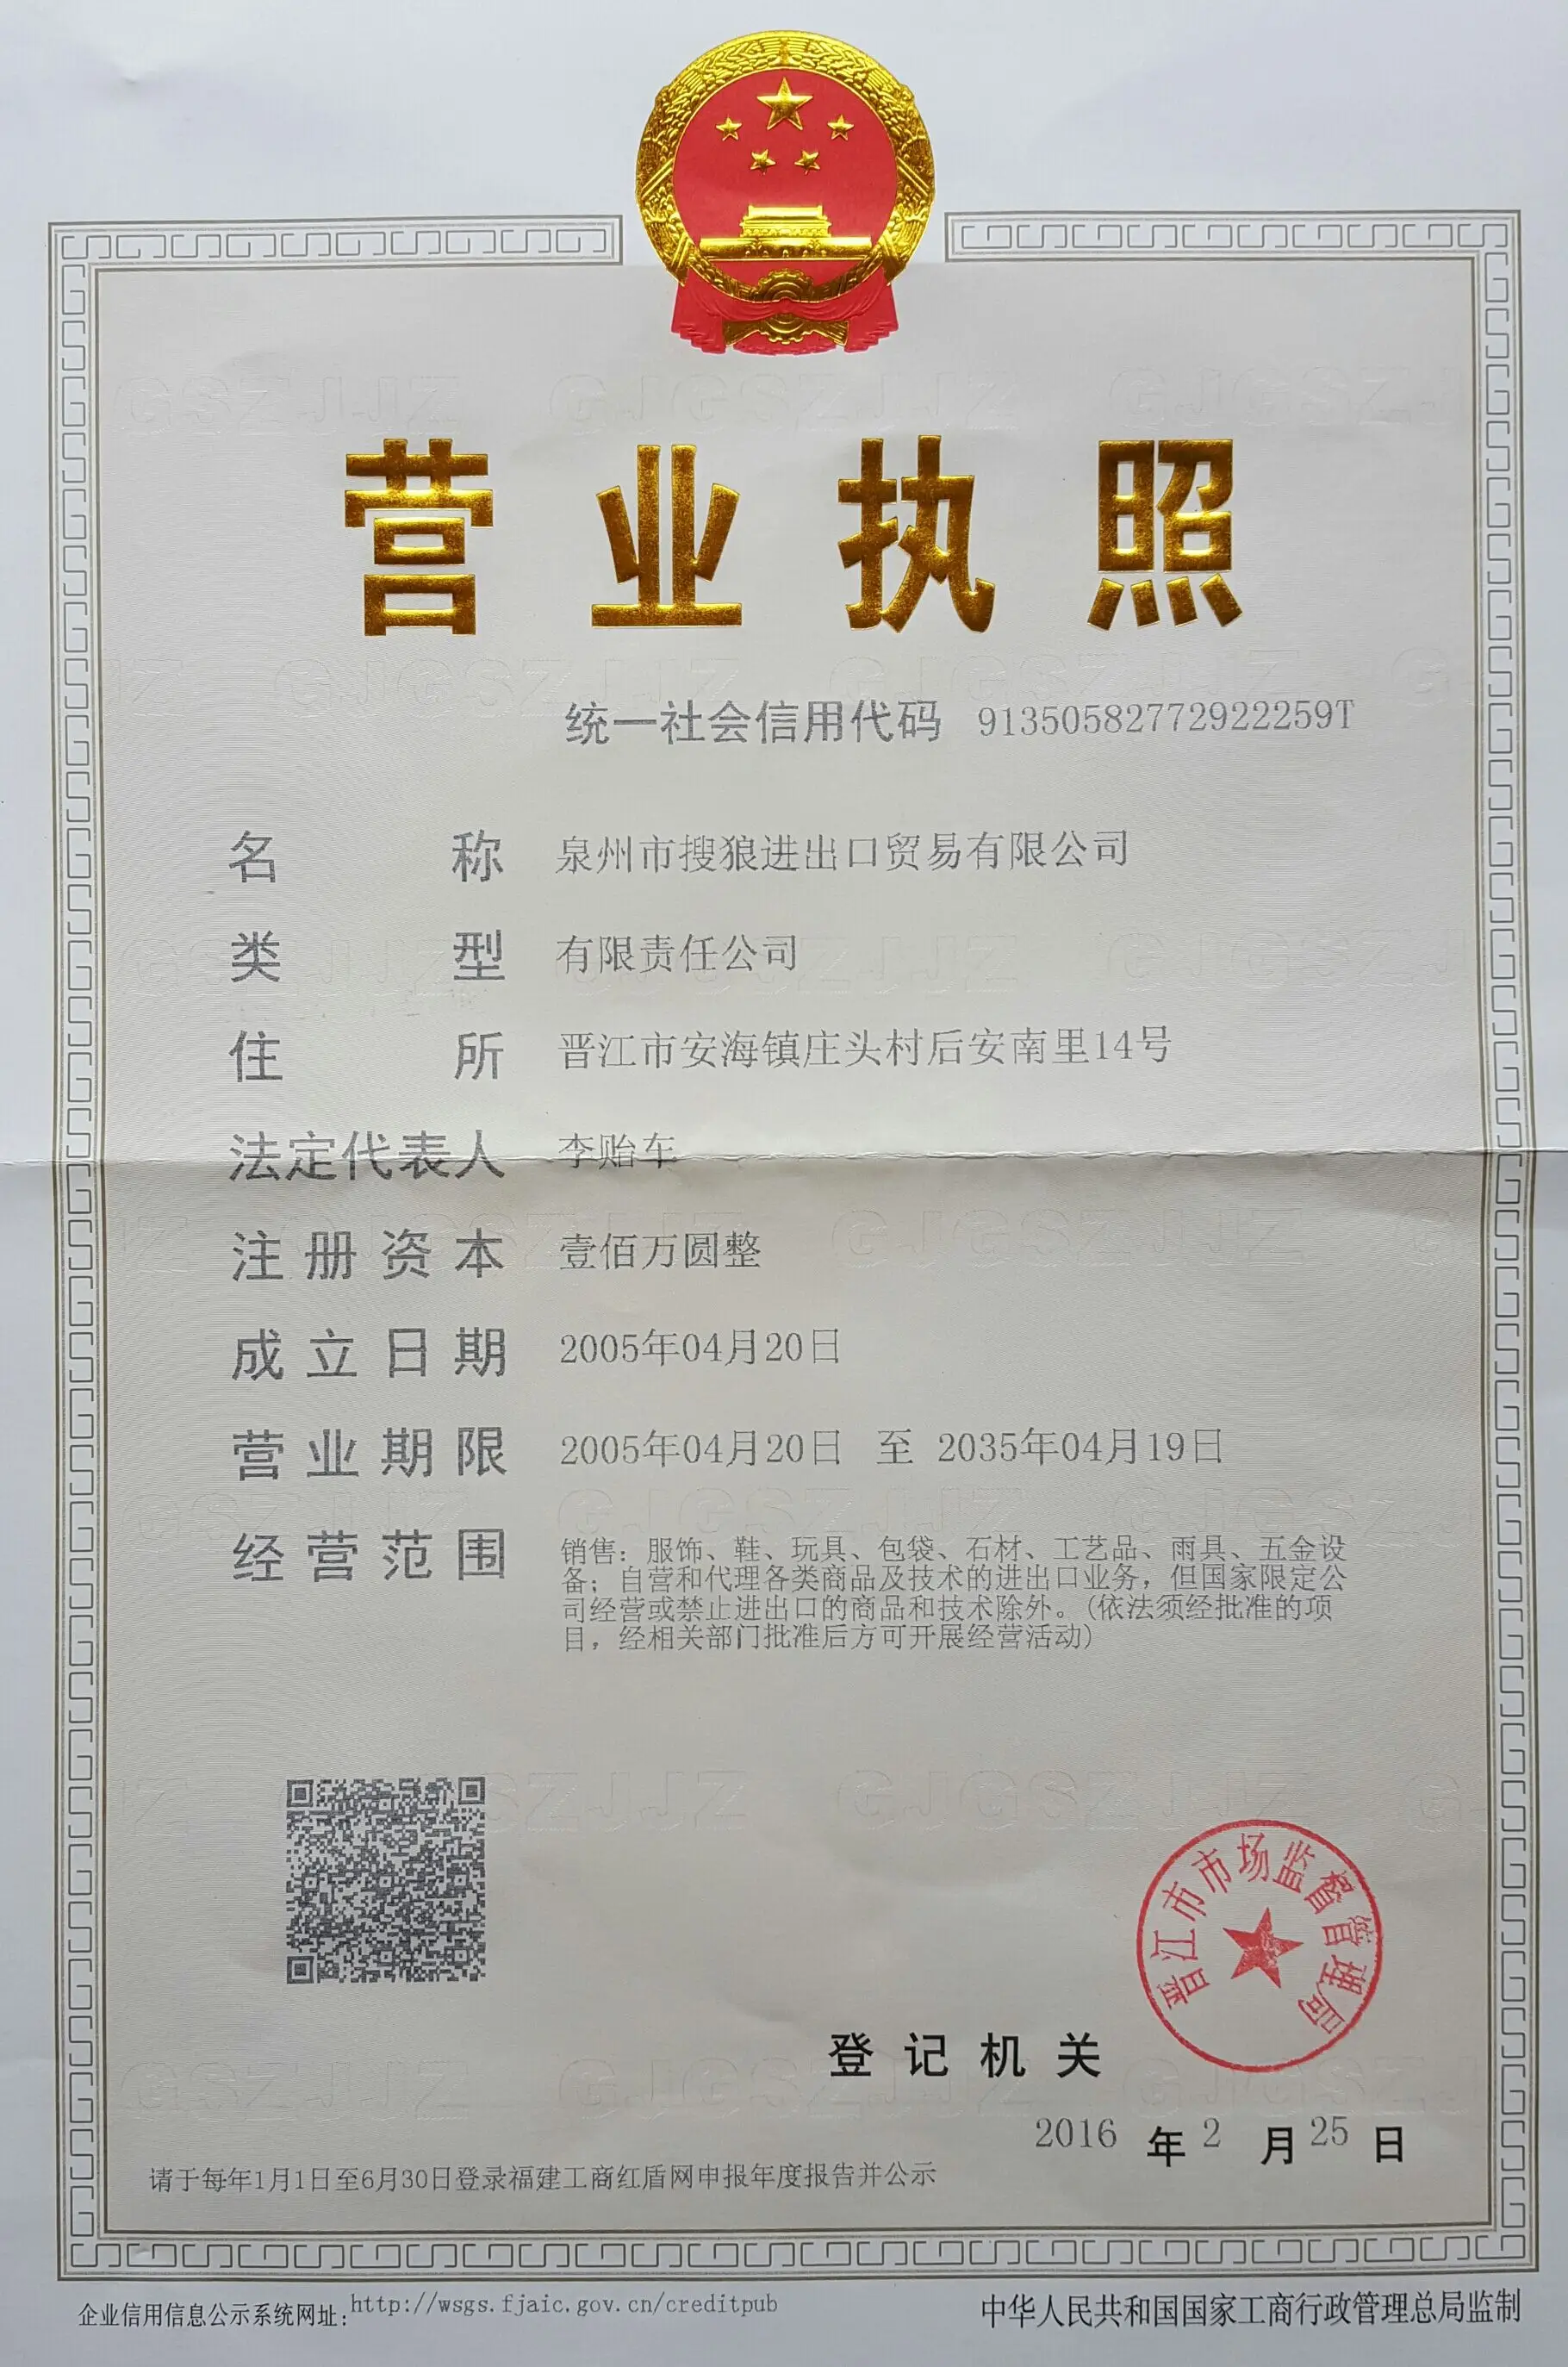 营业执照
统一社会信用代码 91350582772922259T
名称 泉州市搜狼进出口贸易有限公司
类型 有限责任公司
住所 晋江市安海镇庄头村后安南里14号
法定代表人 李贻车
注册资本 壹佰万圆整
成立日期 2005年04月20日
营业期限 2005年04月20日 至 2035年04月19日
经营范围 销售：服饰、鞋、玩具、包袋、石材、工艺品、雨具、五金设
备；自营和代理各类商品及技术的进出口业务，但国家限定公
司经营或禁止进出口的商品和技术除外。(依法须经批准的项
目，经相关部门批准后方可开展经营活动)
晋江市市场监督管理局
登记机关
2016 年 2 月 25 日
请于每年1月1日至6月30日登录福建工商红盾网申报年度报告并公示
企业信用信息公示系统网址：http://wsgs.fjaic.gov.cn/creditpub
中华人民共和国国家工商行政管理总局监制